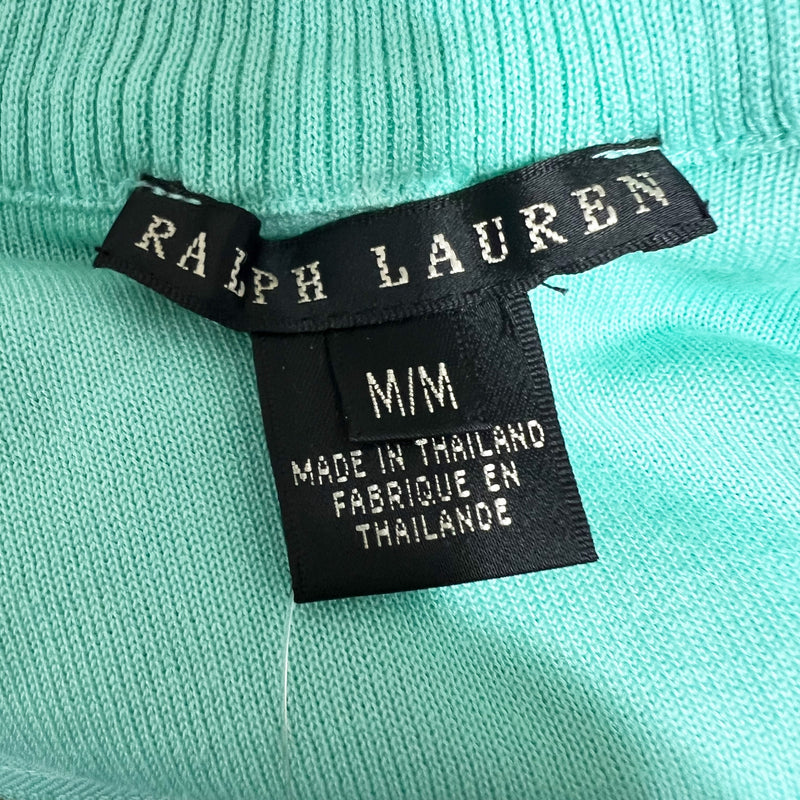 RALPH LAUREN
M/M
MADE IN THAILAND
FABRIQUE EN
THAILANDE